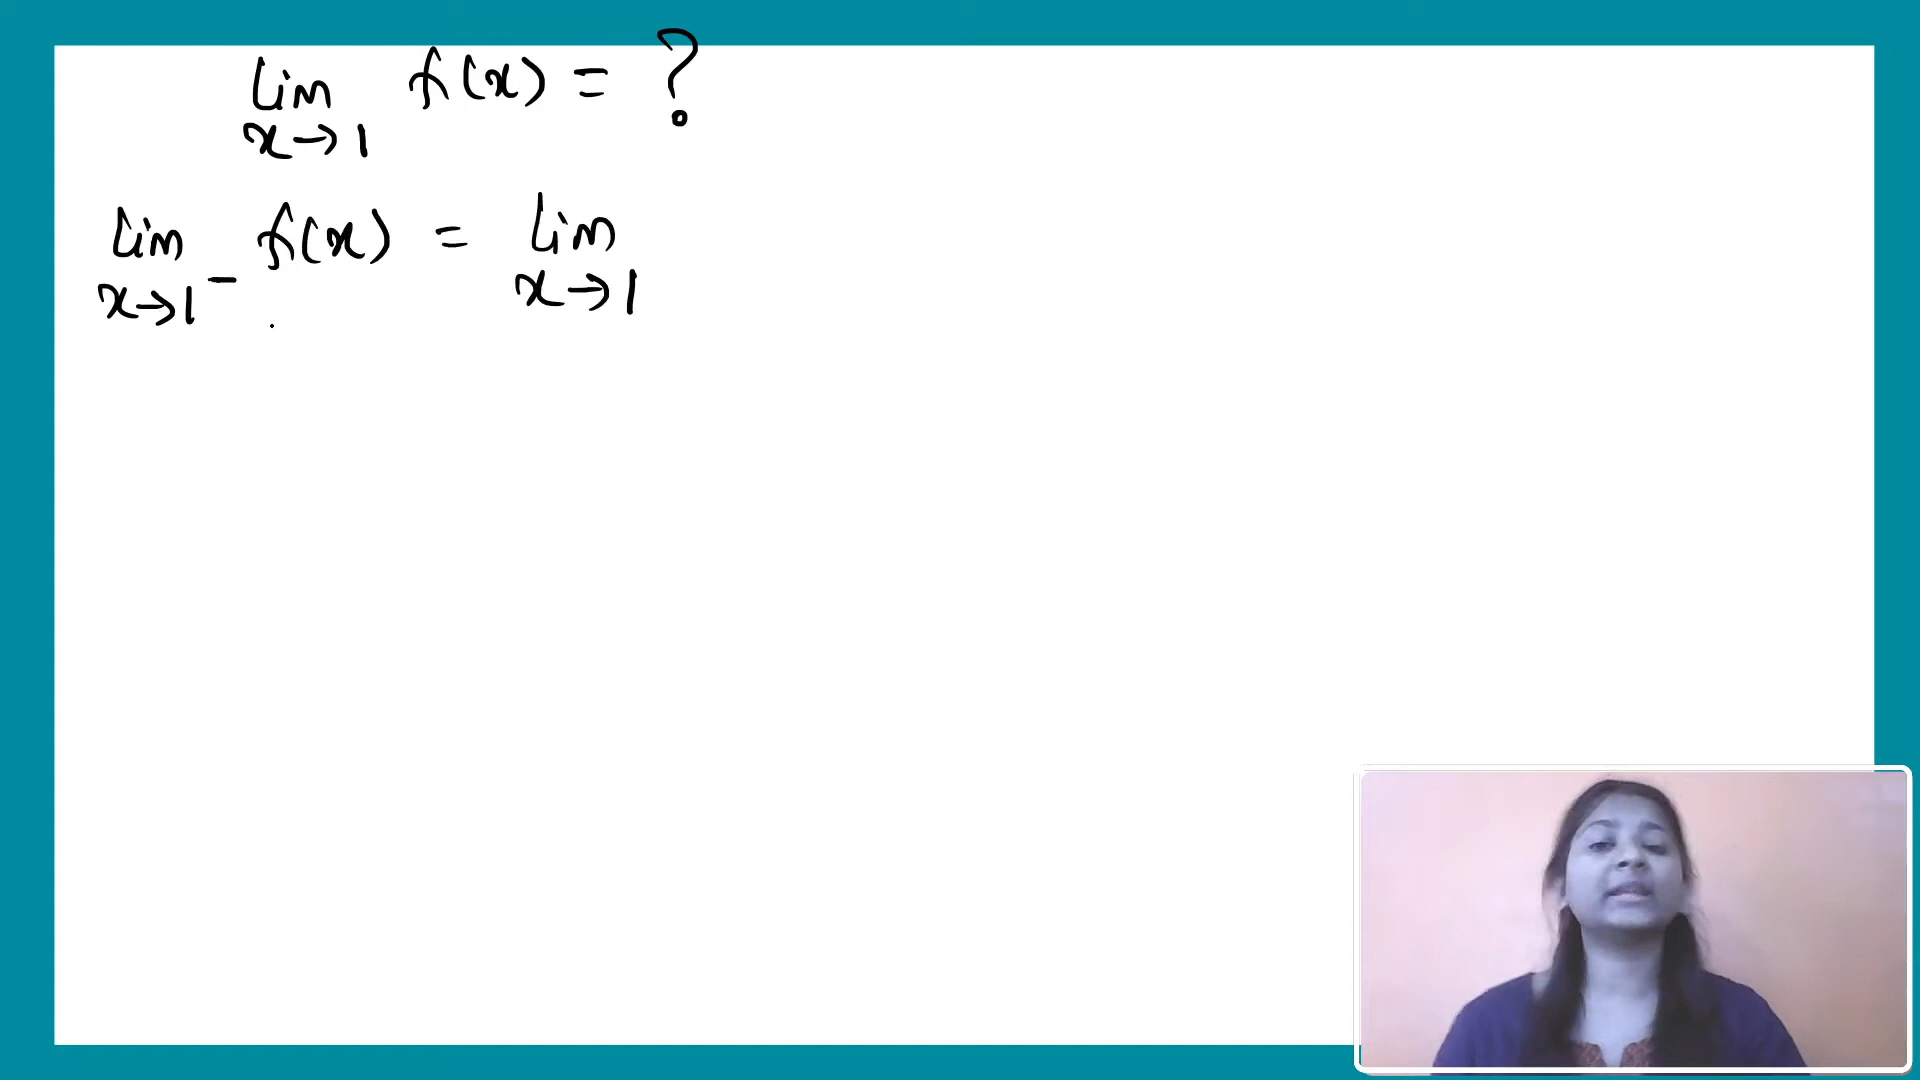 lim f(x) = ?
x→1
lim f(x) = lim
x→1⁻ x→1